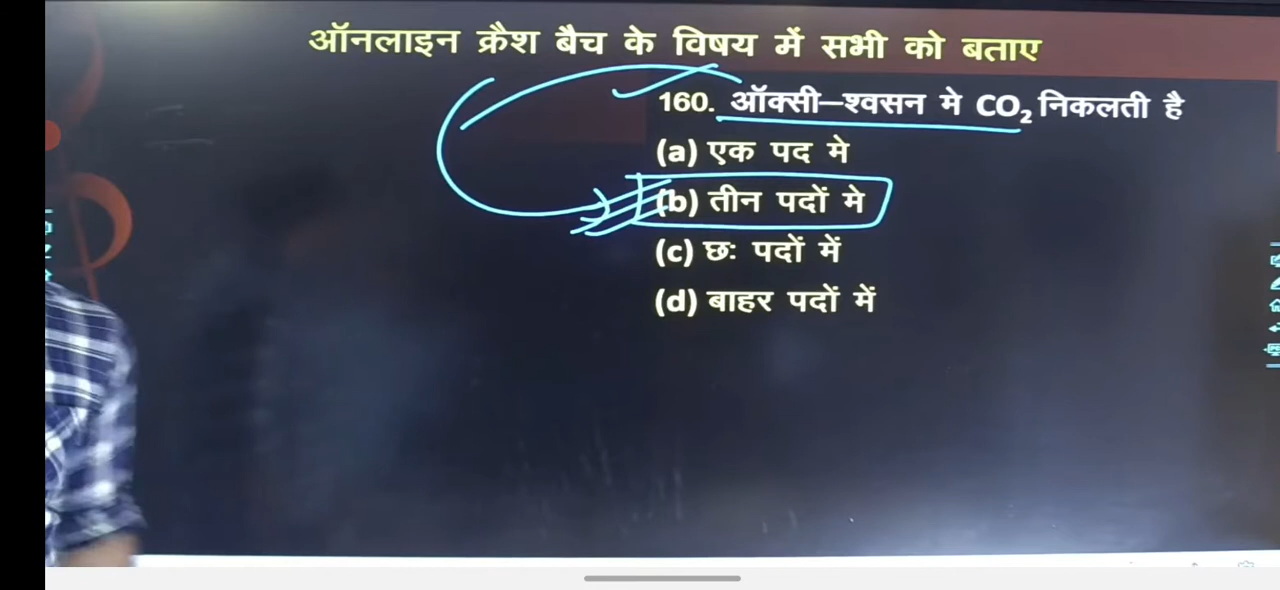 ऑनलाइन क्रैश बैच के विषय में सभी को बताए
160. ऑक्सी–श्वसन मे CO₂ निकलती है
(a) एक पद मे
(b) तीन पदों मे
(c) छः पदों में
(d) बाहर पदों में